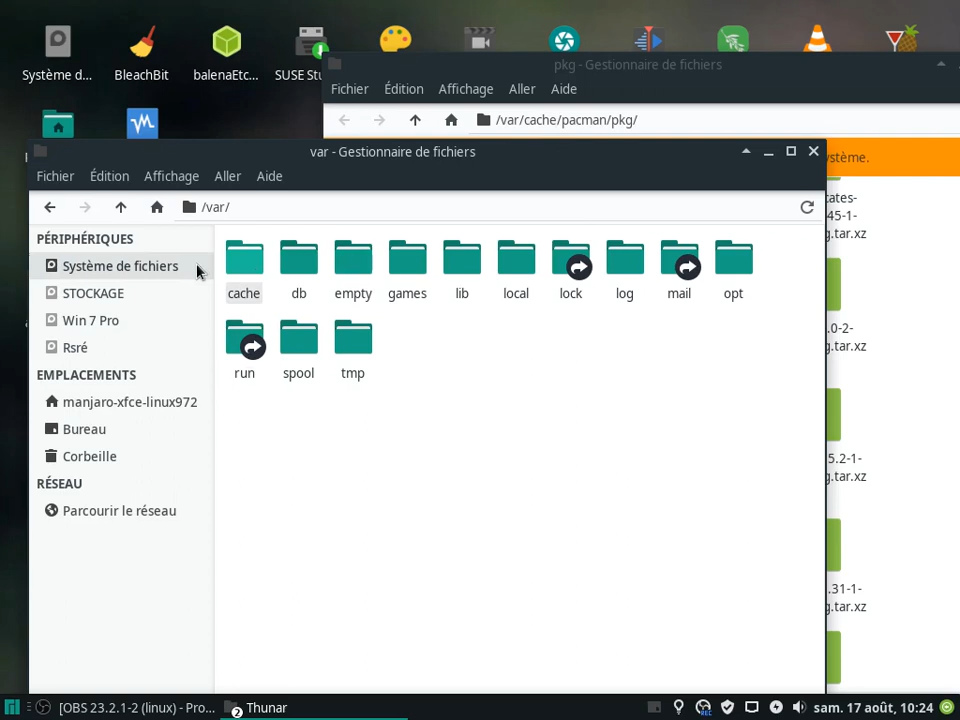 Système d...
BleachBit
balenaEtc...
SUSE Stu
pkg - Gestionnaire de fichiers
Fichier Édition Affichage Aller Aide
/var/cache/pacman/pkg/
var - Gestionnaire de fichiers
Fichier Édition Affichage Aller Aide
/var/
ystème.
PÉRIPHÉRIQUES
Système de fichiers
STOCKAGE
Win 7 Pro
Rsré
EMPLACEMENTS
manjaro-xfce-linux972
Bureau
Corbeille
RÉSEAU
Parcourir le réseau
cache db empty games lib local lock log mail opt
run spool tmp
cates-
45-1-
g.tar.xz
.0-2-
g.tar.xz
5.2-1-
g.tar.xz
.31-1-
g.tar.xz
[OBS 23.2.1-2 (linux) - Pro...
2 Thunar
sam. 17 août, 10:24